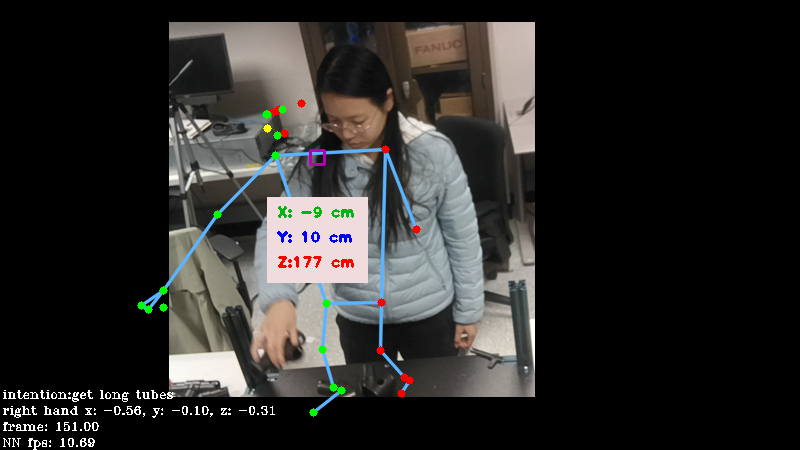 FANUC
X: -9 cm
Y: 10 cm
Z:177 cm
intention:get long tubes
right hand x: -0.56, y: -0.10, z: -0.31
frame: 151.00
NN fps: 10.69